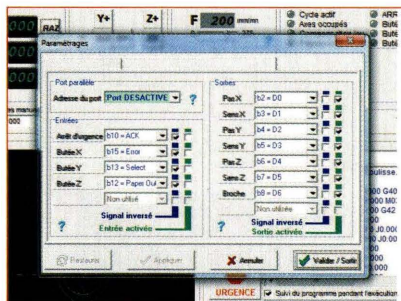 000
RAZ
Y+
Z+
F 200 mm/mn
Cycle actif
Axes occupés
ARR
Buté
Buté
Buté
Paramétrages
Port parallèle
Adresse du port Port DESACTIVE ?
Entrées
Arrêt d'urgence b10 = ACK
Butée X b15 = Error
Butée Y b13 = Select
Butée Z b12 = Paper Out
Non utilisé
Signal inversé
? Entrée activée
Sorties
Pas X b2 = D0
Sens X b3 = D1
Pas Y b4 = D2
Sens Y b5 = D3
Pas Z b6 = D4
Sens Z b7 = D5
Broche b8 = D6
Non utilisée
Signal inversé
? Sortie activée
Restaurer
Appliquer
Annuler
Valider / Sortir
000
oulisse
URGENCE
Suivi du programme pendant l'exécution